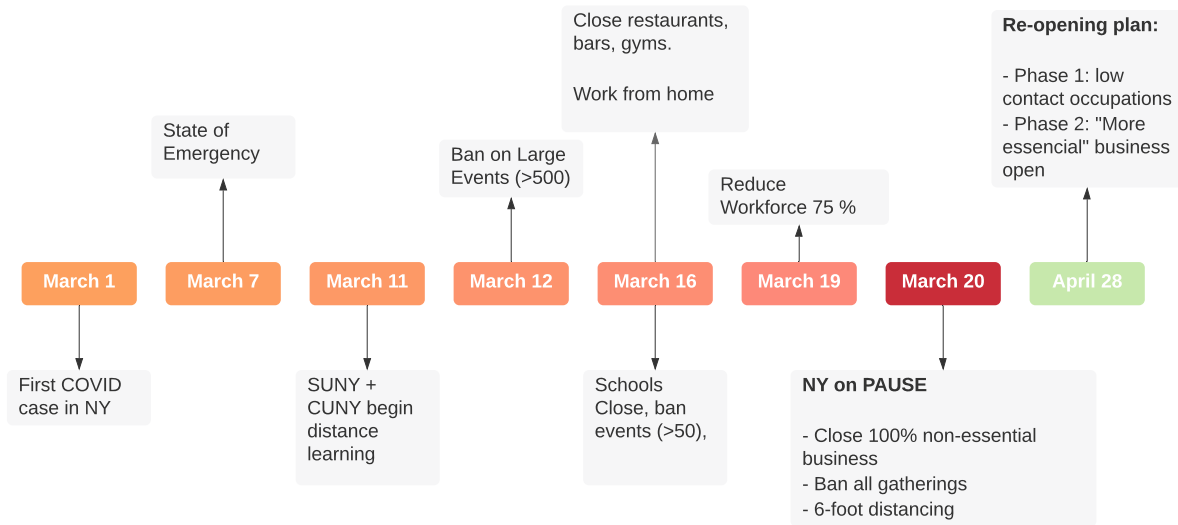 Close restaurants,
bars, gyms.
Work from home
Re-opening plan:
- Phase 1: low
contact occupations
- Phase 2: "More
essencial" business
open
State of
Emergency
Ban on Large
Events (>500)
Reduce
Workforce 75 %
March 1
March 7
March 11
March 12
March 16
March 19
March 20
April 28
First COVID
case in NY
SUNY +
CUNY begin
distance
learning
Schools
Close, ban
events (>50),
NY on PAUSE
- Close 100% non-essential
business
- Ban all gatherings
- 6-foot distancing